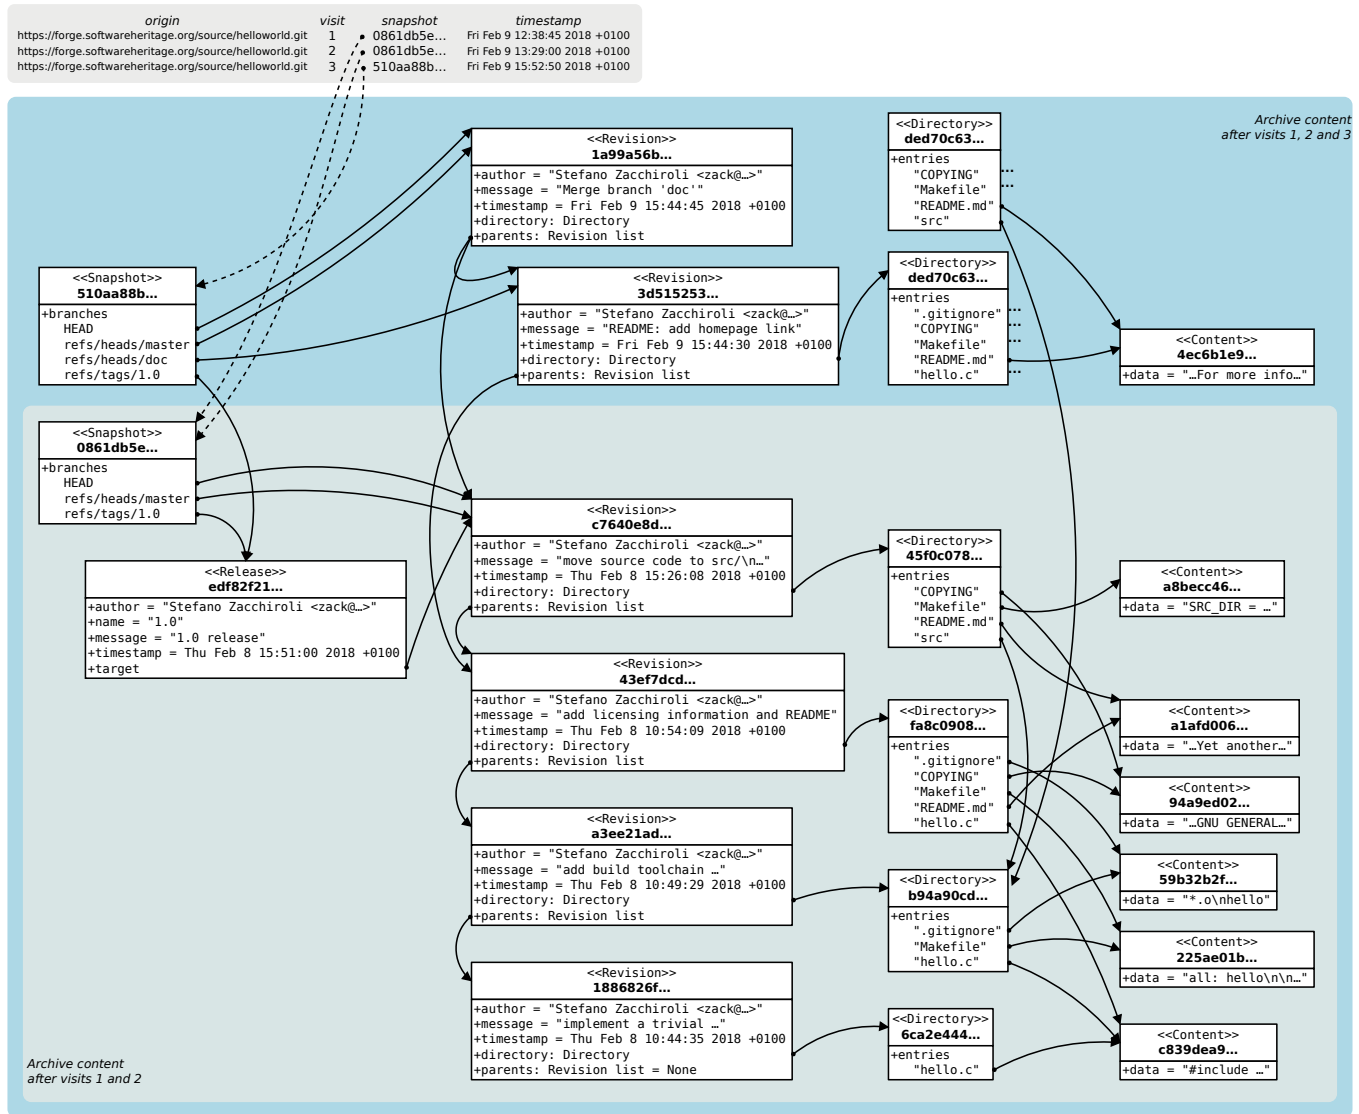 origin visit snapshot timestamp
https://forge.softwareheritage.org/source/helloworld.git 1 0861db5e… Fri Feb 9 12:38:45 2018 +0100
https://forge.softwareheritage.org/source/helloworld.git 2 0861db5e… Fri Feb 9 13:29:00 2018 +0100
https://forge.softwareheritage.org/source/helloworld.git 3 510aa88b… Fri Feb 9 15:52:50 2018 +0100
Archive content
after visits 1, 2 and 3
<<Revision>>
1a99a56b…
+author = "Stefano Zacchiroli <zack@…>"
+message = "Merge branch 'doc'"
+timestamp = Fri Feb 9 15:44:45 2018 +0100
+directory: Directory
+parents: Revision list
<<Directory>>
ded70c63…
+entries
"COPYING" …
"Makefile" …
"README.md"
"src"
<<Snapshot>>
510aa88b…
+branches
HEAD
refs/heads/master
refs/heads/doc
refs/tags/1.0
<<Revision>>
3d515253…
+author = "Stefano Zacchiroli <zack@…>"
+message = "README: add homepage link"
+timestamp = Fri Feb 9 15:44:30 2018 +0100
+directory: Directory
+parents: Revision list
<<Directory>>
ded70c63…
+entries
".gitignore" …
"COPYING" …
"Makefile" …
"README.md"
"hello.c" …
<<Content>>
4ec6b1e9…
+data = "…For more info…"
<<Snapshot>>
0861db5e…
+branches
HEAD
refs/heads/master
refs/tags/1.0
<<Release>>
edf82f21…
+author = "Stefano Zacchiroli <zack@…>"
+name = "1.0"
+message = "1.0 release"
+timestamp = Thu Feb 8 15:51:00 2018 +0100
+target
<<Revision>>
c7640e8d…
+author = "Stefano Zacchiroli <zack@…>"
+message = "move source code to src/\n…"
+timestamp = Thu Feb 8 15:26:08 2018 +0100
+directory: Directory
+parents: Revision list
<<Directory>>
45f0c078…
+entries
"COPYING"
"Makefile"
"README.md"
"src"
<<Content>>
a8becc46…
+data = "SRC_DIR = …"
<<Revision>>
43ef7dcd…
+author = "Stefano Zacchiroli <zack@…>"
+message = "add licensing information and README"
+timestamp = Thu Feb 8 10:54:09 2018 +0100
+directory: Directory
+parents: Revision list
<<Directory>>
fa8c0908…
+entries
".gitignore"
"COPYING"
"Makefile"
"README.md"
"hello.c"
<<Content>>
a1afd006…
+data = "…Yet another…"
<<Content>>
94a9ed02…
+data = "…GNU GENERAL…"
<<Revision>>
a3ee21ad…
+author = "Stefano Zacchiroli <zack@…>"
+message = "add build toolchain …"
+timestamp = Thu Feb 8 10:49:29 2018 +0100
+directory: Directory
+parents: Revision list
<<Directory>>
b94a90cd…
+entries
".gitignore"
"Makefile"
"hello.c"
<<Content>>
59b32b2f…
+data = "*.o\nhello"
<<Content>>
225ae01b…
+data = "all: hello\n\n…"
<<Revision>>
1886826f…
+author = "Stefano Zacchiroli <zack@…>"
+message = "implement a trivial …"
+timestamp = Thu Feb 8 10:44:35 2018 +0100
+directory: Directory
+parents: Revision list = None
<<Directory>>
6ca2e444…
+entries
"hello.c"
<<Content>>
c839dea9…
+data = "#include …"
Archive content
after visits 1 and 2